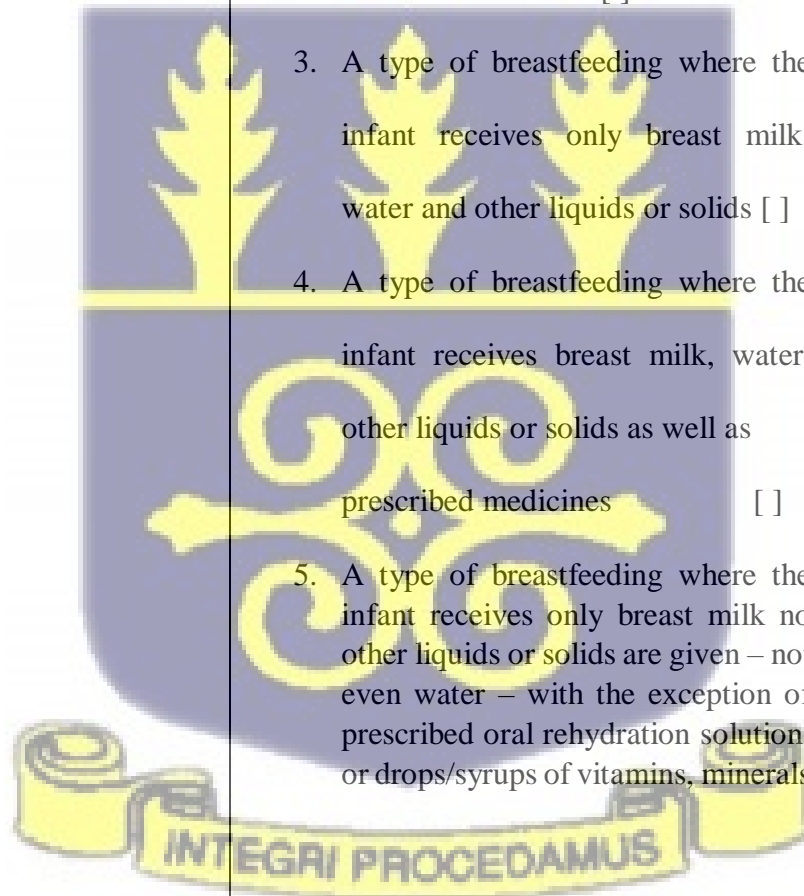 [ ]
3. A type of breastfeeding where the
infant receives only breast milk
water and other liquids or solids [ ]
4. A type of breastfeeding where the
infant receives breast milk, water
other liquids or solids as well as
prescribed medicines [ ]
5. A type of breastfeeding where the
infant receives only breast milk no
other liquids or solids are given – not
even water – with the exception of
prescribed oral rehydration solution
or drops/syrups of vitamins, minerals
INTEGRI PROCEDAMUS